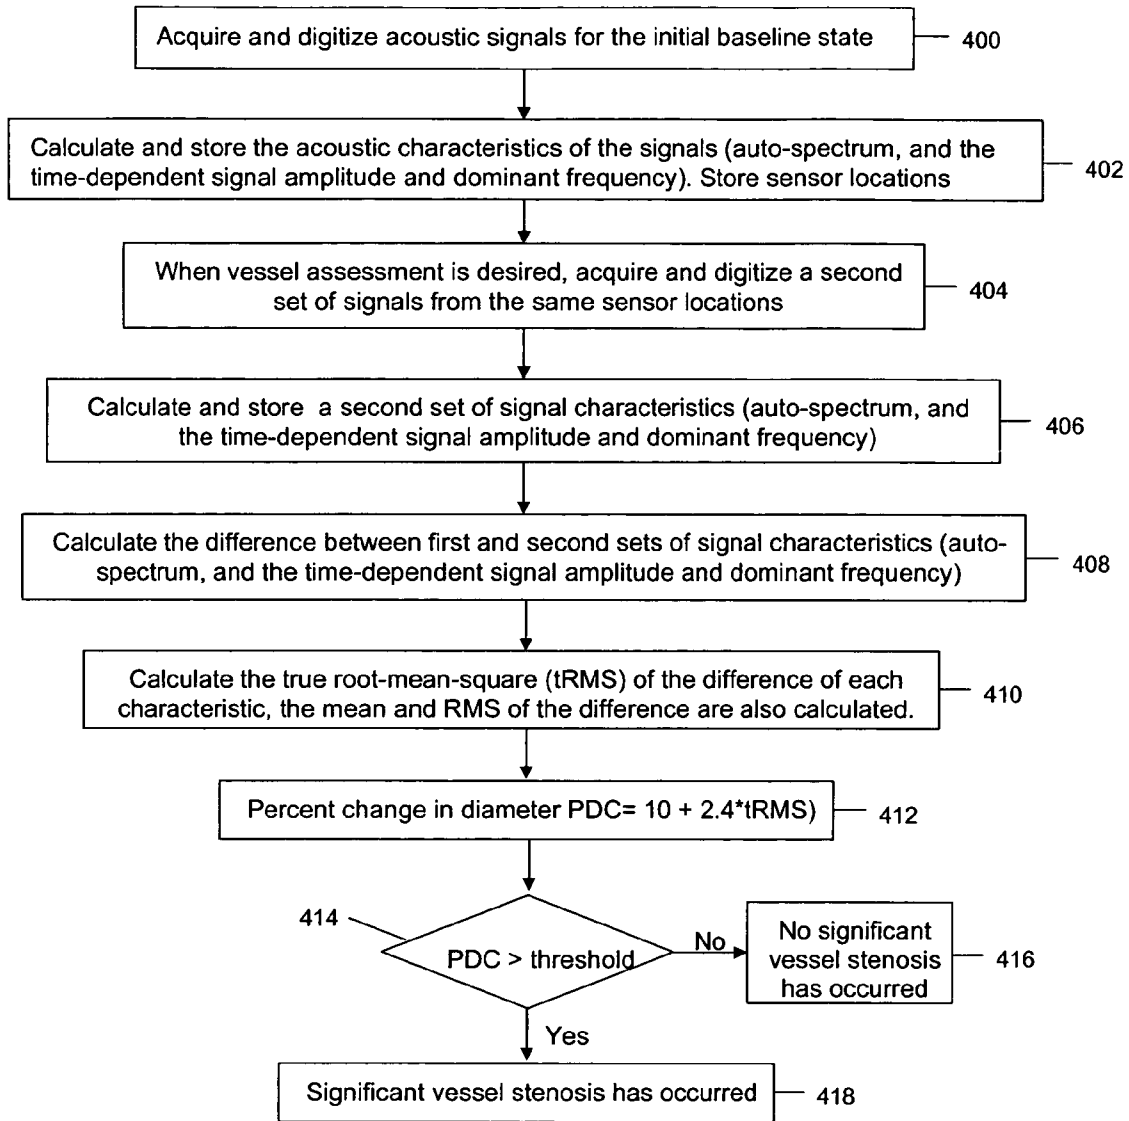 Acquire and digitize acoustic signals for the initial baseline state
400
Calculate and store the acoustic characteristics of the signals (auto-spectrum, and the
time-dependent signal amplitude and dominant frequency). Store sensor locations
402
When vessel assessment is desired, acquire and digitize a second
set of signals from the same sensor locations
404
Calculate and store a second set of signal characteristics (auto-spectrum, and
the time-dependent signal amplitude and dominant frequency)
406
Calculate the difference between first and second sets of signal characteristics (auto-
spectrum, and the time-dependent signal amplitude and dominant frequency)
408
Calculate the true root-mean-square (tRMS) of the difference of each
characteristic, the mean and RMS of the difference are also calculated.
410
Percent change in diameter PDC= 10 + 2.4*tRMS)
412
414
PDC > threshold
No
No significant
vessel stenosis
has occurred
416
Yes
Significant vessel stenosis has occurred
418